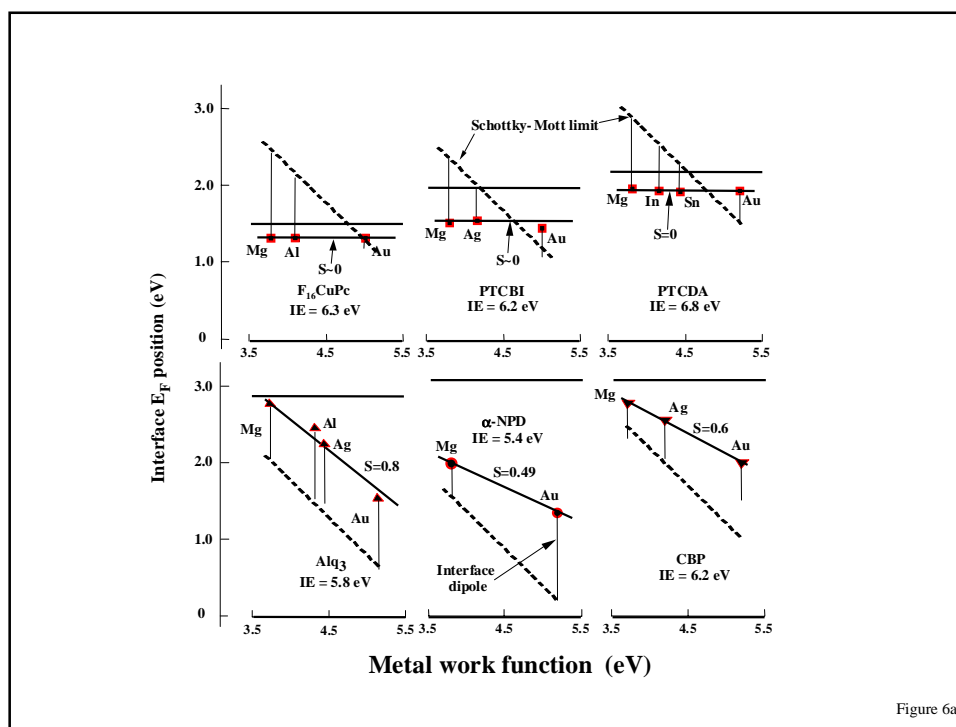 Interface E_F position (eV)
3.0
2.0
1.0
0
Mg
Al
Au
S~0
F₁₆CuPc
IE = 6.3 eV
3.5 4.5 5.5
Schottky-Mott limit
Mg
Ag
Au
S~0
PTCBI
IE = 6.2 eV
3.5 4.5 5.5
Mg
In
Sn
Au
S=0
PTCDA
IE = 6.8 eV
3.5 4.5 5.5
3.0
2.0
1.0
0
Mg
Al
Ag
S=0.8
Au
Alq₃
IE = 5.8 eV
3.5 4.5 5.5
α-NPD
IE = 5.4 eV
Mg
S=0.49
Au
Interface
dipole
3.5 4.5 5.5
Mg
Ag
S=0.6
Au
CBP
IE = 6.2 eV
3.5 4.5 5.5
Metal work function (eV)
Figure 6a